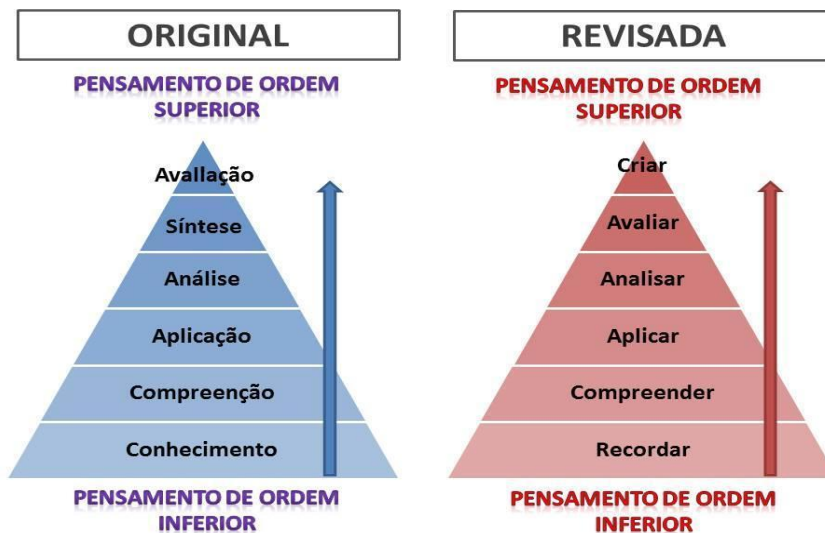 ORIGINAL
PENSAMENTO DE ORDEM
SUPERIOR
Avallação
Síntese
Análise
Aplicação
Compreenção
Conhecimento
PENSAMENTO DE ORDEM
INFERIOR
REVISADA
PENSAMENTO DE ORDEM
SUPERIOR
Criar
Avaliar
Analisar
Aplicar
Compreender
Recordar
PENSAMENTO DE ORDEM
INFERIOR